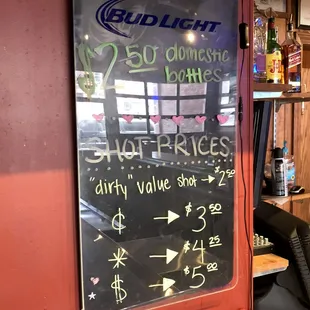 BUD LIGHT
$2.50 domestic
bottles
SHOT PRICES
"dirty" value shot → $2.50
¢ → $3.50
* → $4.25
$ → $5.00